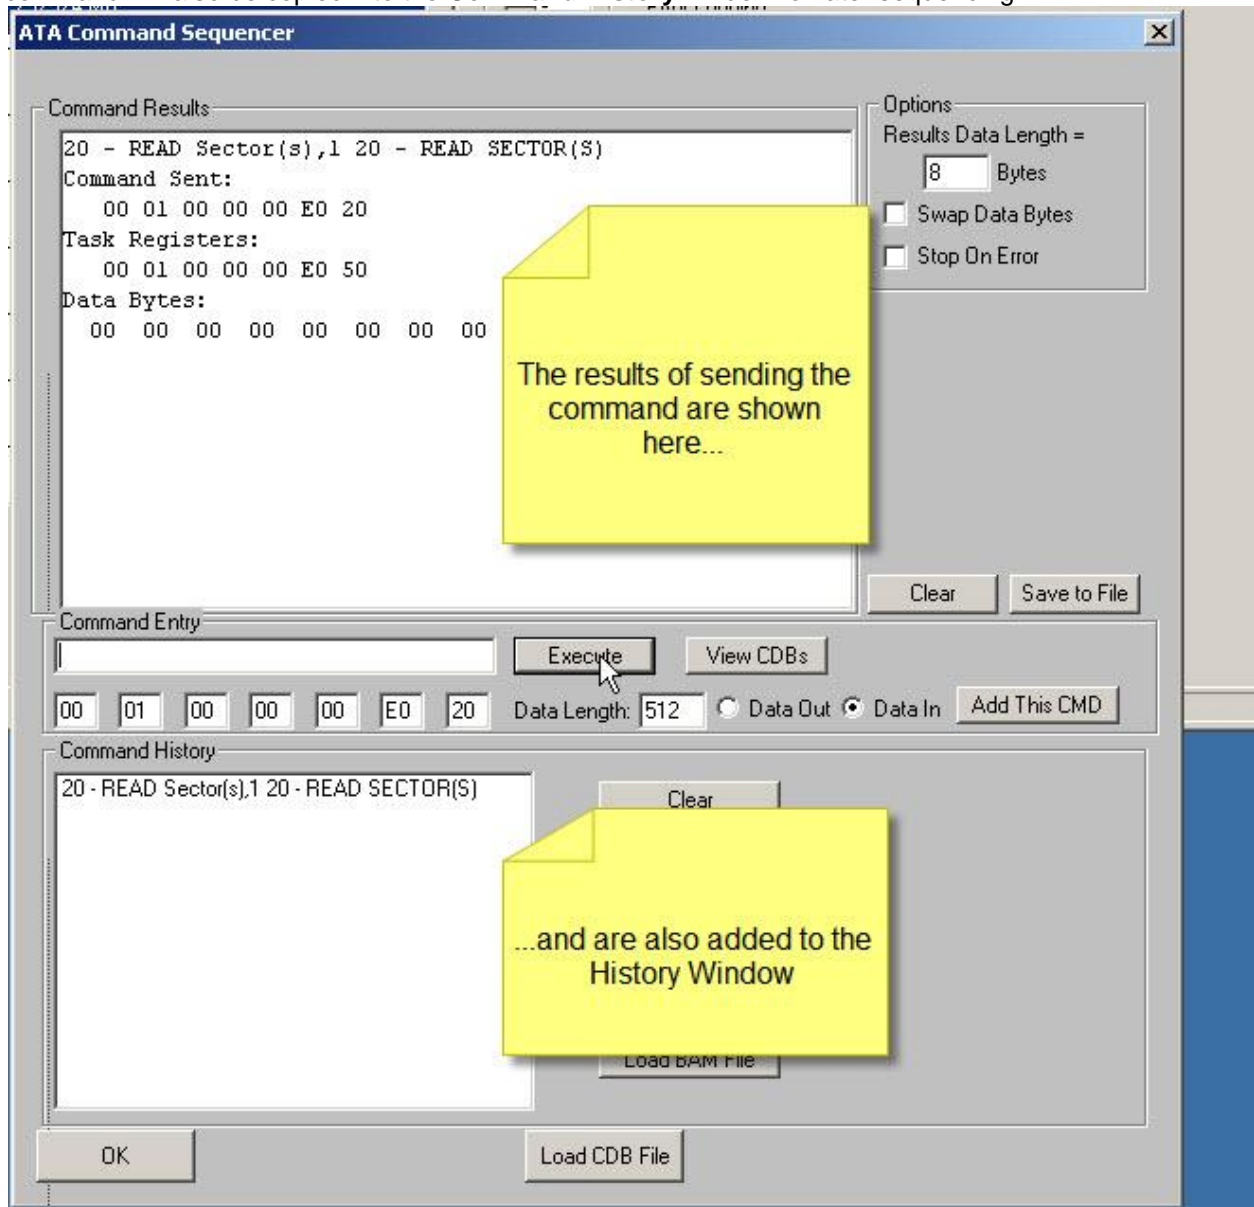 ATA Command Sequencer
Command Results
20 - READ Sector(s),1 20 - READ SECTOR(S)
Command Sent:
00 01 00 00 00 E0 20
Task Registers:
00 01 00 00 00 E0 50
Data Bytes:
00 00 00 00 00 00 00 00
The results of sending the
command are shown
here...
Options
Results Data Length =
8 Bytes
Swap Data Bytes
Stop On Error
Clear Save to File
Command Entry
Execute View CDBs
00 01 00 00 00 E0 20 Data Length: 512 Data Out Data In Add This CMD
Command History
20 - READ Sector(s),1 20 - READ SECTOR(S)
Clear
...and are also added to the
History Window
Load BAM File
OK Load CDB File